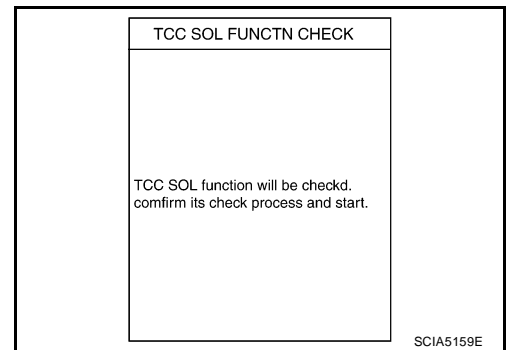 TCC SOL FUNCTN CHECK
TCC SOL function will be checkd.
comfirm its check process and start.
SCIA5159E